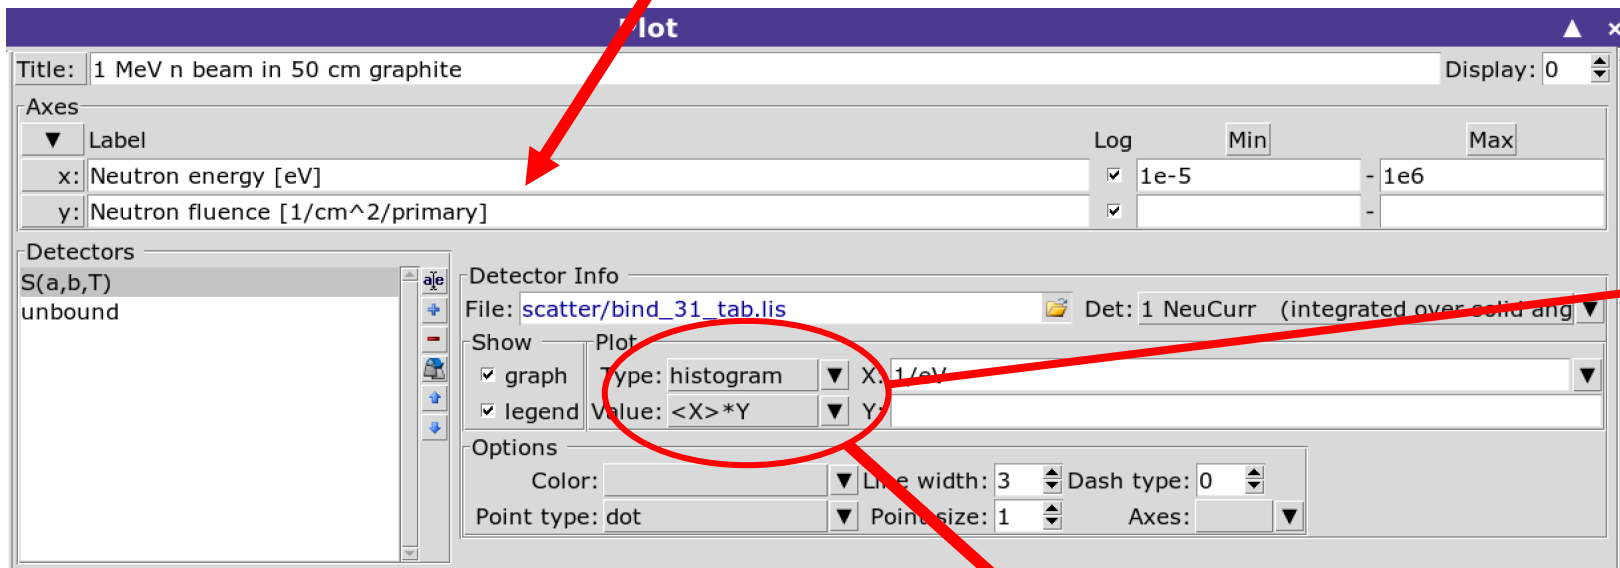 Plot
Title: 1 MeV n beam in 50 cm graphite Display: 0
Axes
Label Log Min Max
x: Neutron energy [eV] 1e-5 - 1e6
y: Neutron fluence [1/cm^2/primary] -
Detectors
S(a,b,T)
unbound
Detector Info
File: scatter/bind_31_tab.lis Det: 1 NeuCurr (integrated over solid ang
Show Plot
graph Type: histogram X: 1/eV
legend Value: <X>*Y Y:
Options
Color: Line width: 3 Dash type: 0
Point type: dot Point size: 1 Axes: